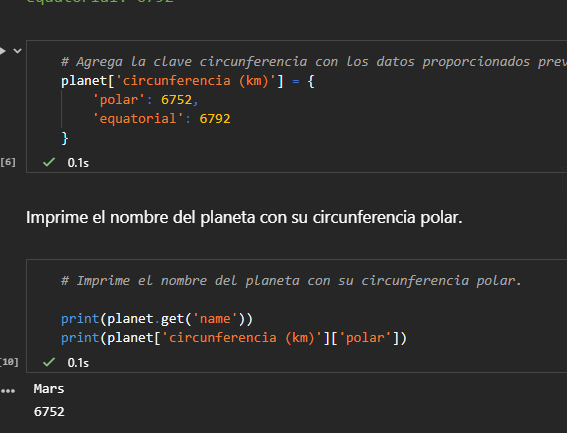 equatorial: 6792
# Agrega la clave circunferencia con los datos proporcionados prev
planet['circunferencia (km)'] = {
'polar': 6752,
'equatorial': 6792
}
[6] 0.1s
Imprime el nombre del planeta con su circunferencia polar.
# Imprime el nombre del planeta con su circunferencia polar.
print(planet.get('name'))
print(planet['circunferencia (km)']['polar'])
[10] 0.1s
Mars
6752